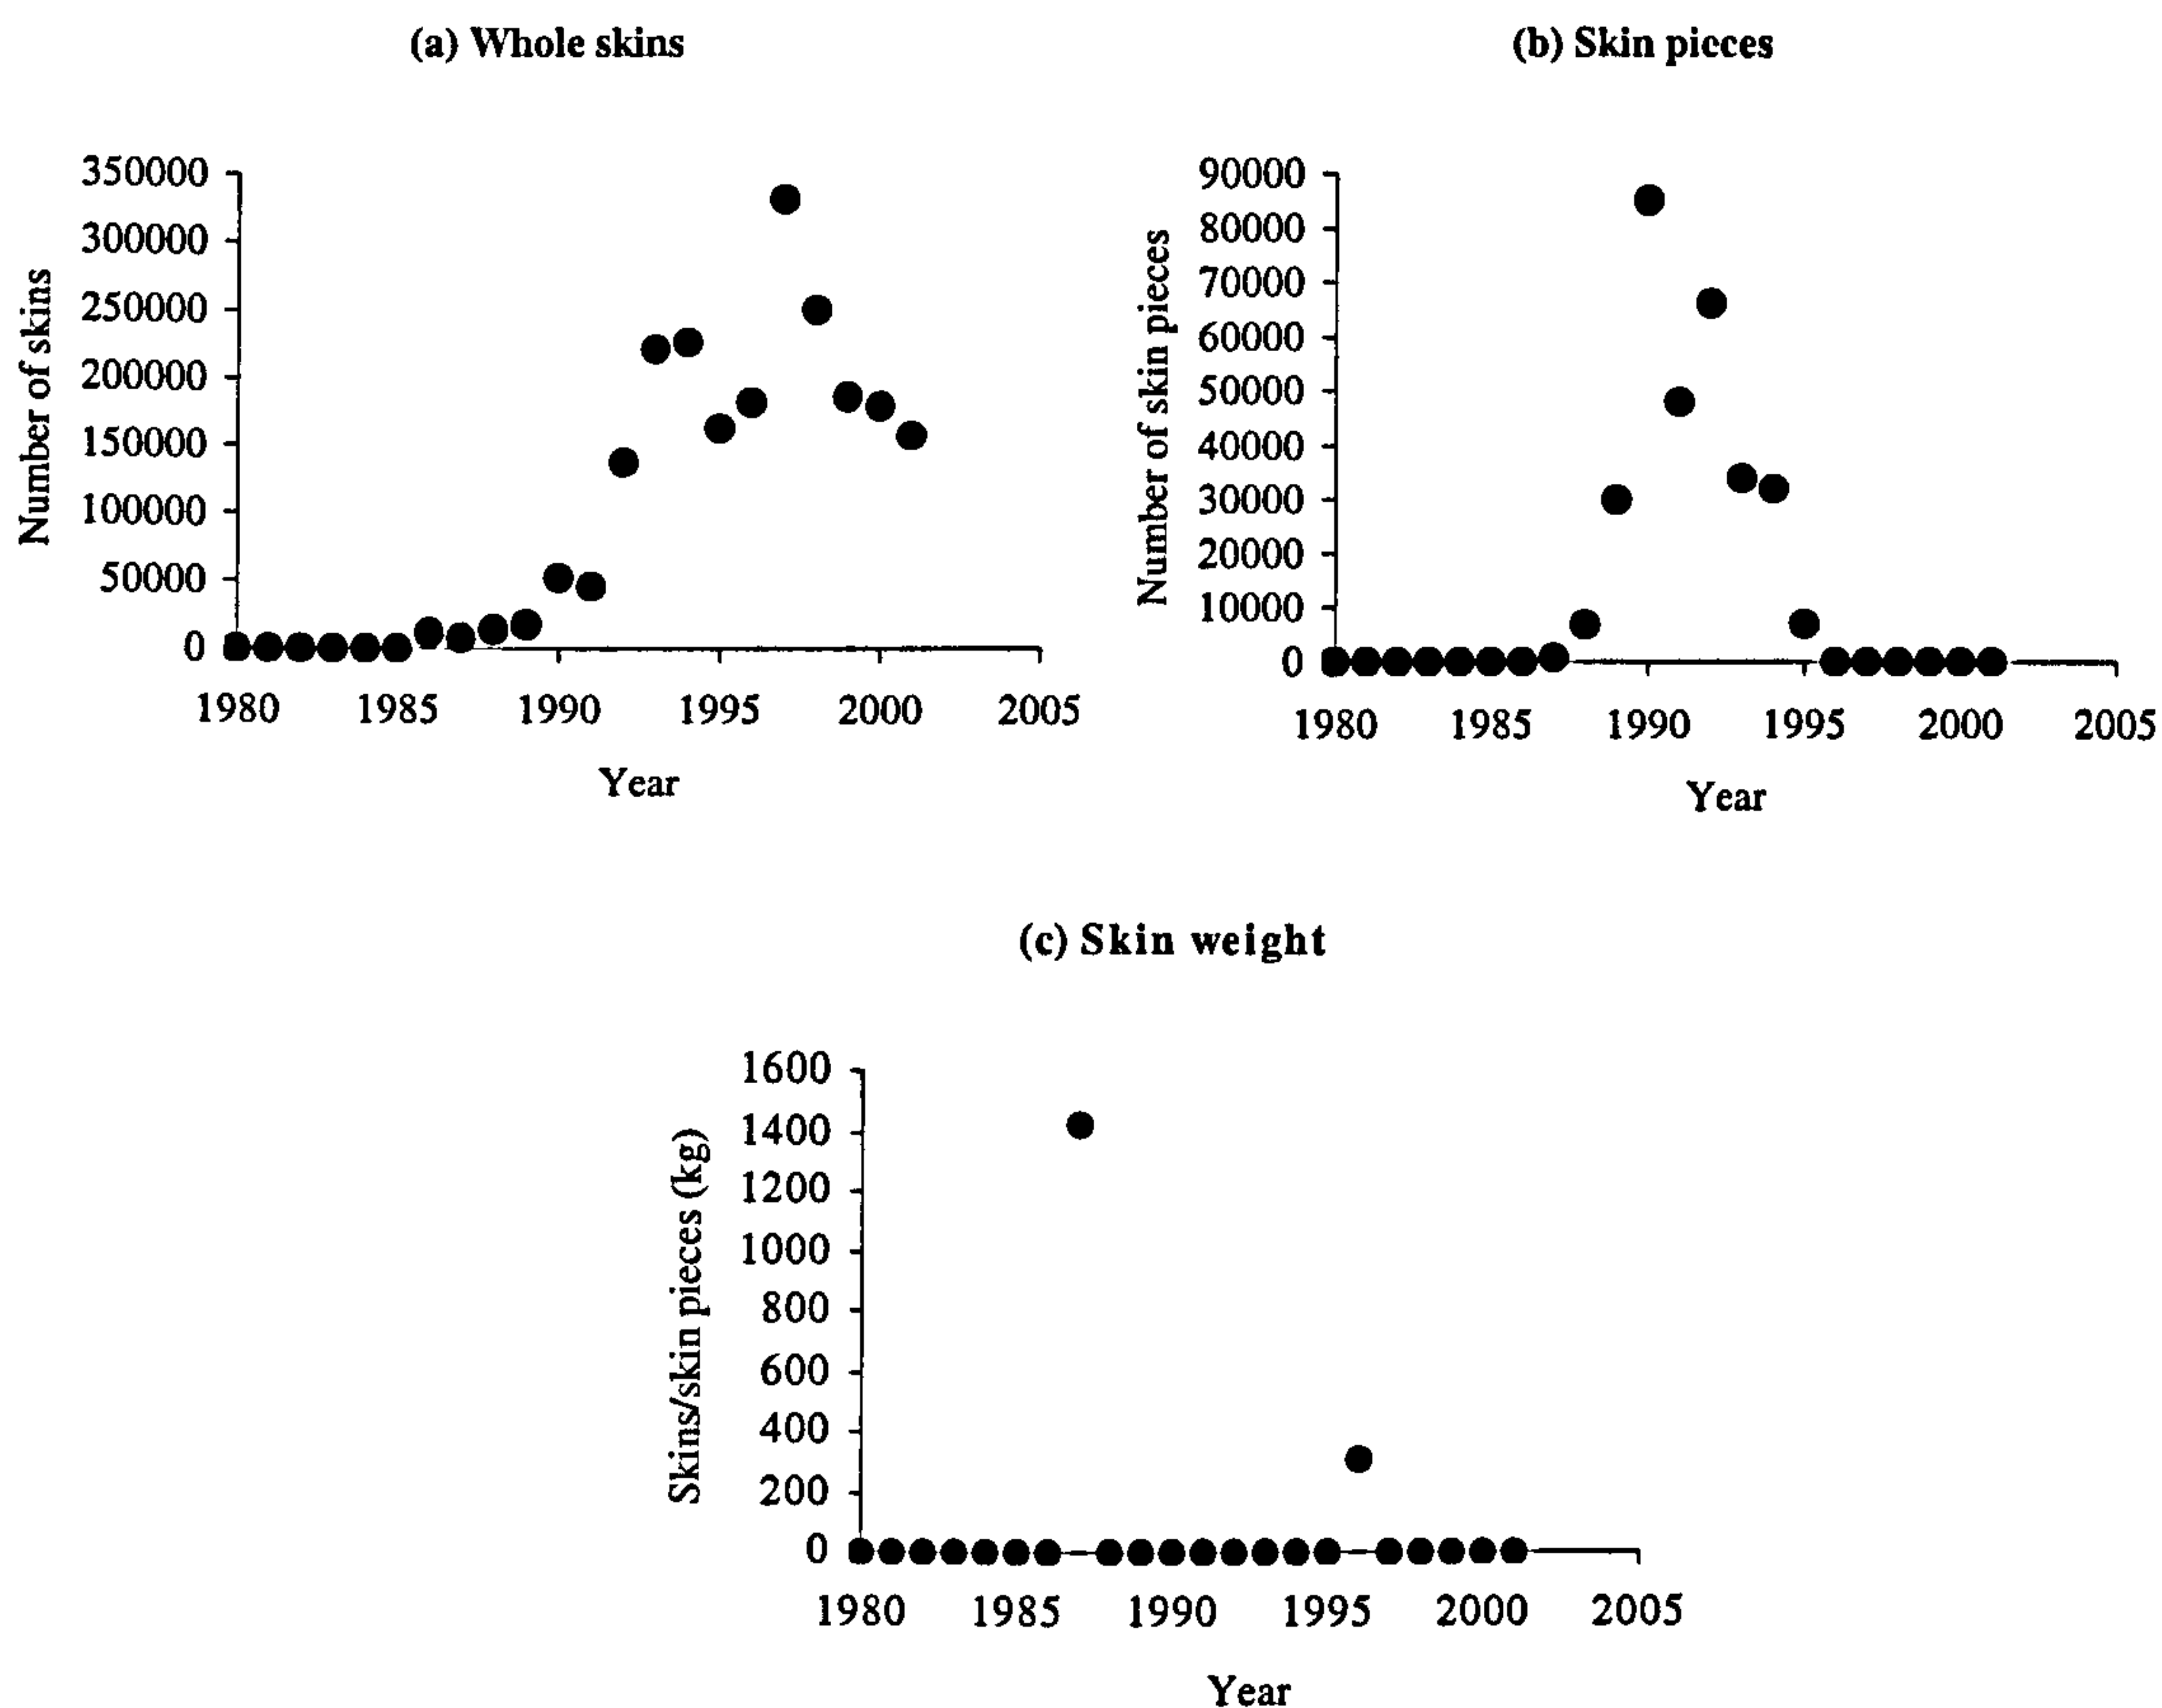 (a) Whole skins
350000
300000
250000
200000
150000
100000
50000
0
Number of skins
1980 1985 1990 1995 2000 2005
Year
(b) Skin pieces
90000
80000
70000
60000
50000
40000
30000
20000
10000
0
Number of skin pieces
1980 1985 1990 1995 2000 2005
Year
(c) Skin weight
1600
1400
1200
1000
800
600
400
200
0
Skins/skin pieces (kg)
1980 1985 1990 1995 2000 2005
Year